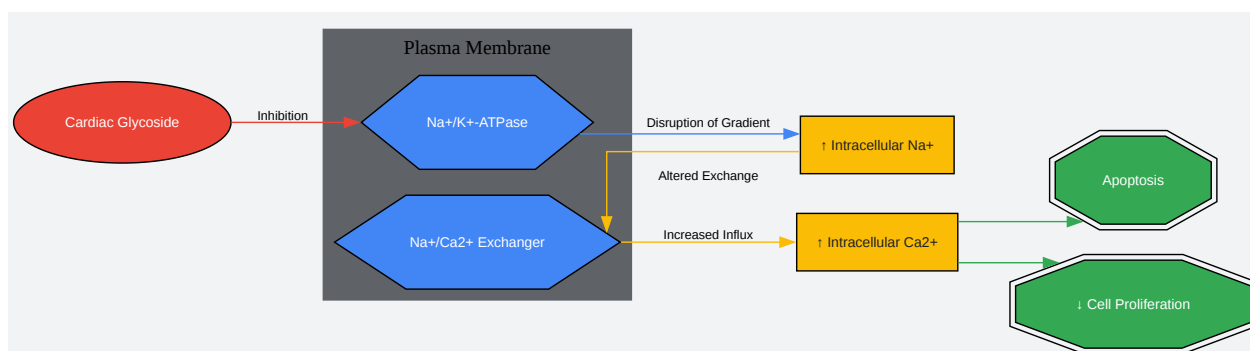 Plasma Membrane
Cardiac Glycoside
Inhibition
Na+/K+-ATPase
Disruption of Gradient
↑ Intracellular Na+
Altered Exchange
Na+/Ca2+ Exchanger
Increased Influx
↑ Intracellular Ca2+
Apoptosis
↓ Cell Proliferation